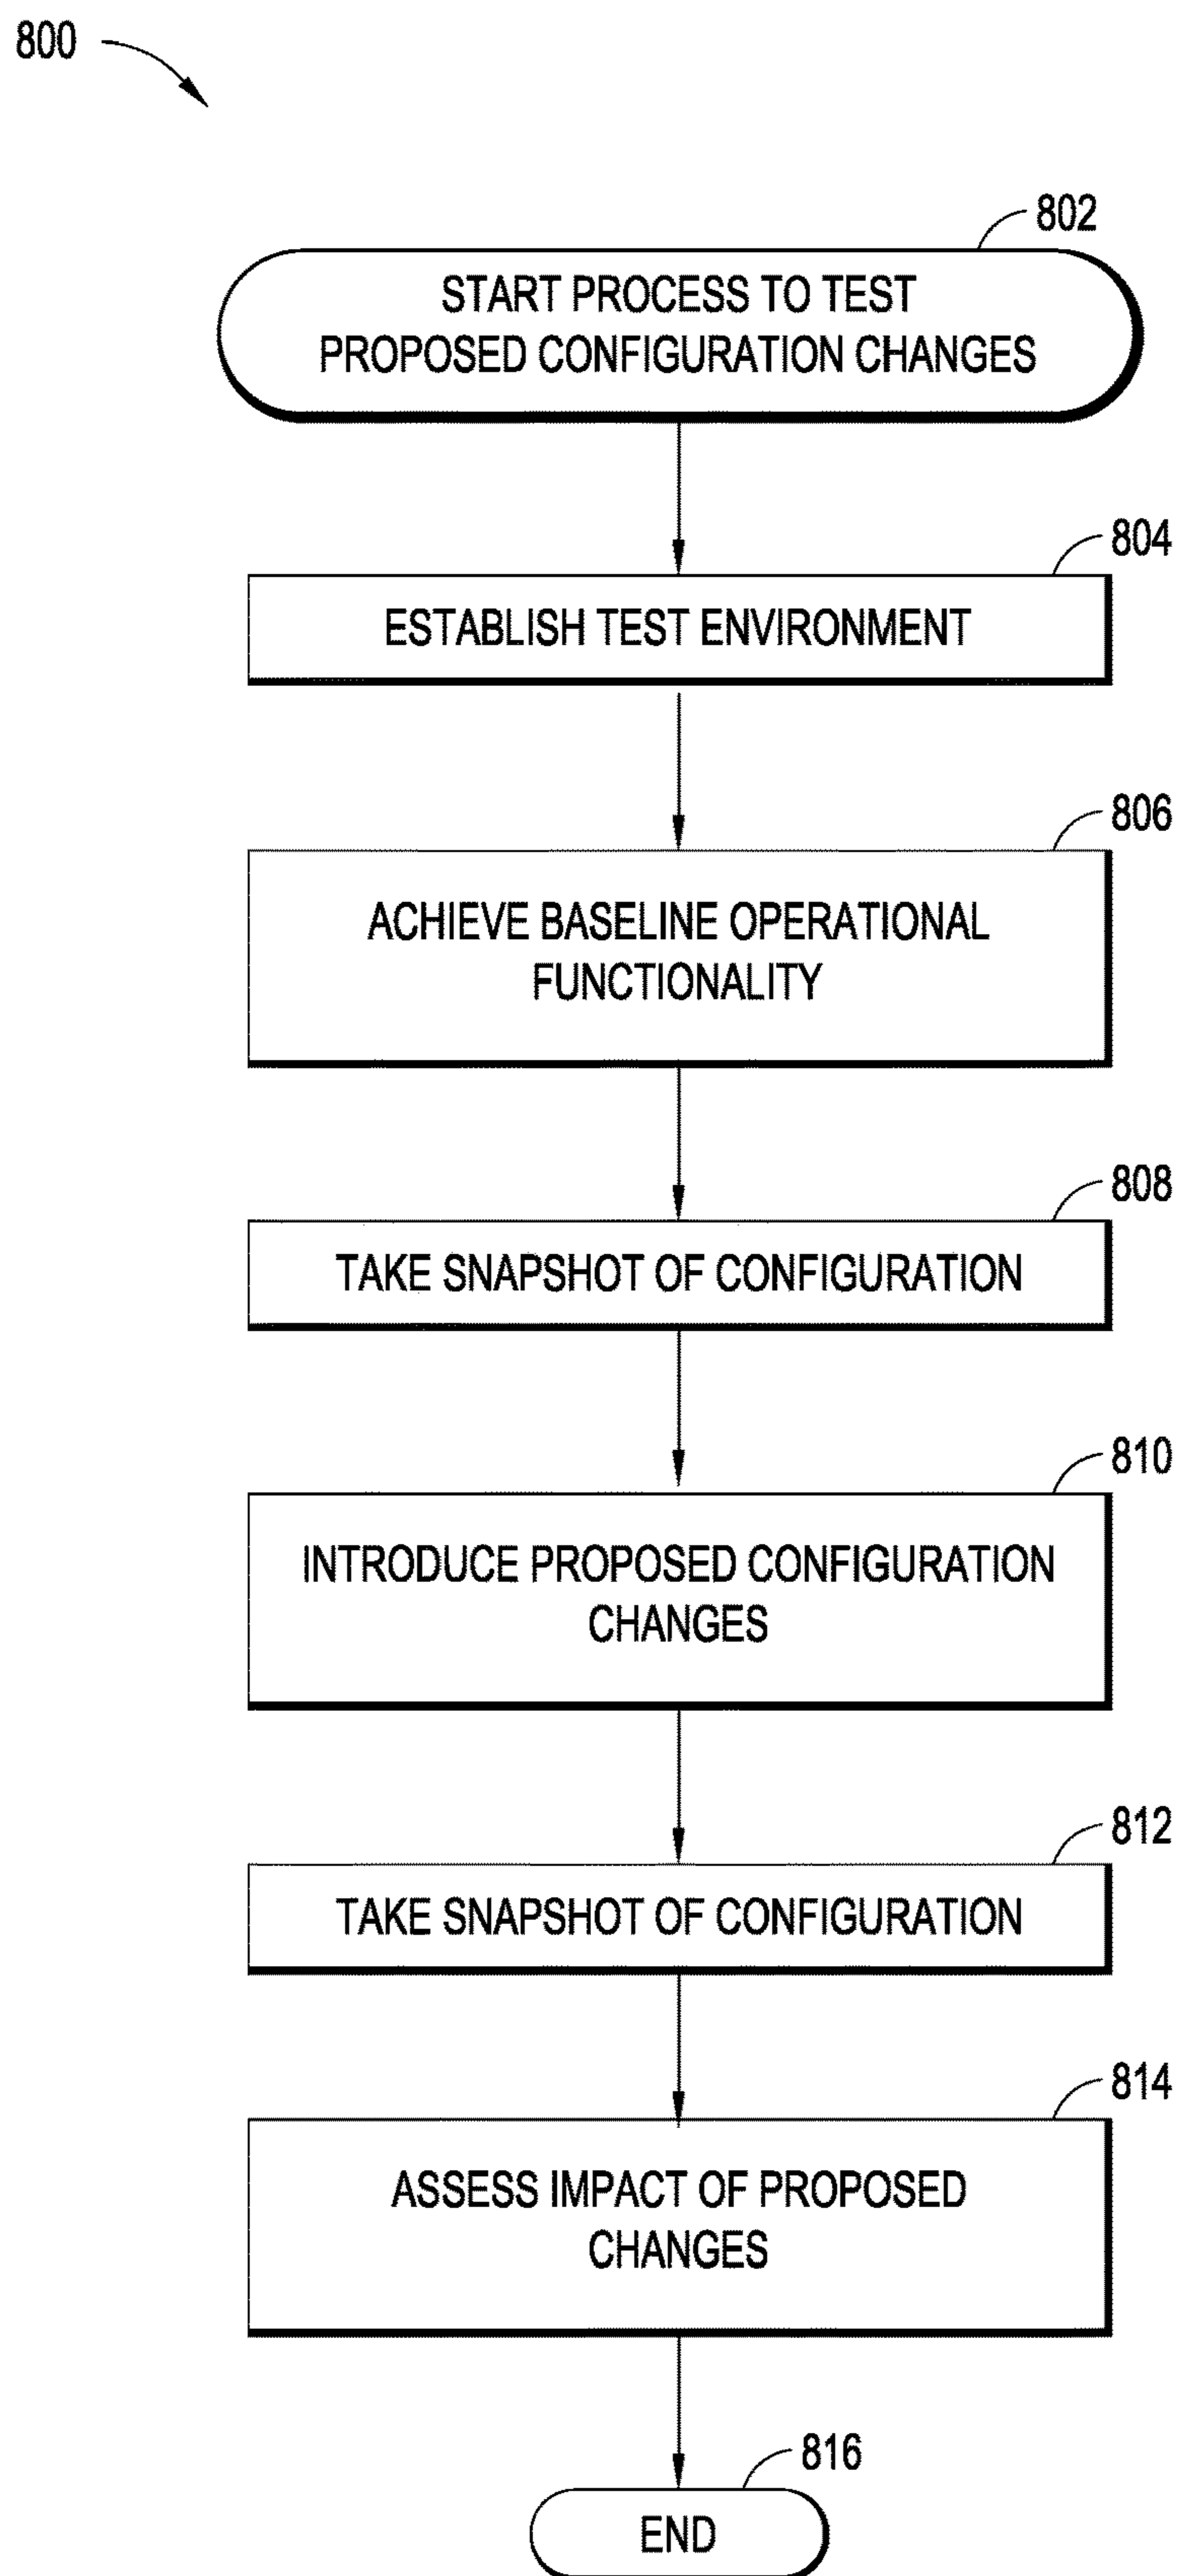 800
802
START PROCESS TO TEST
PROPOSED CONFIGURATION CHANGES
804
ESTABLISH TEST ENVIRONMENT
806
ACHIEVE BASELINE OPERATIONAL
FUNCTIONALITY
808
TAKE SNAPSHOT OF CONFIGURATION
810
INTRODUCE PROPOSED CONFIGURATION
CHANGES
812
TAKE SNAPSHOT OF CONFIGURATION
814
ASSESS IMPACT OF PROPOSED
CHANGES
816
END